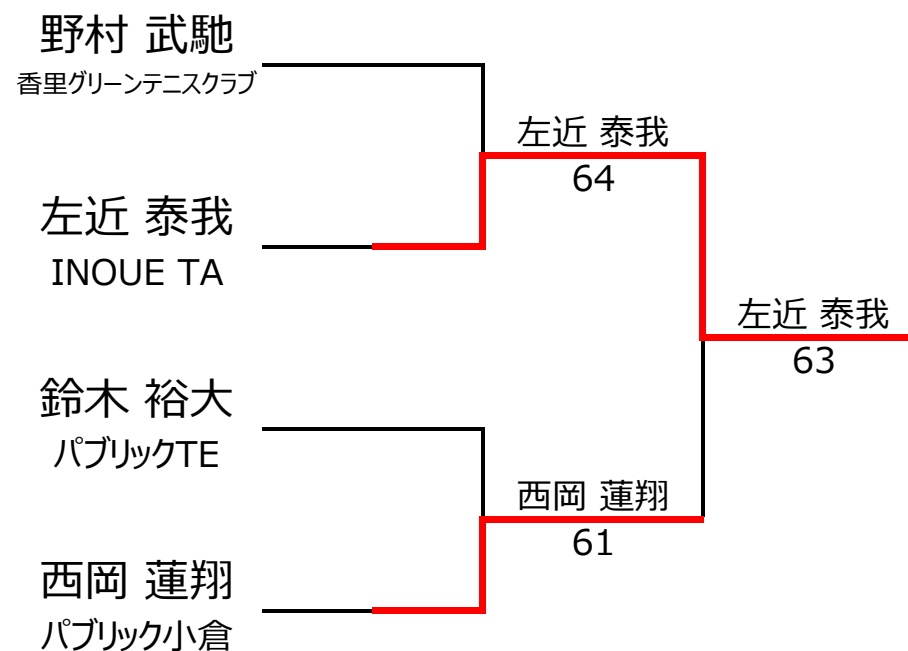 野村 武馳
香里グリーンテニスクラブ
左近 泰我
64
左近 泰我
INOUE TA
左近 泰我
63
鈴木 裕大
パブリックTE
西岡 蓮翔
61
西岡 蓮翔
パブリック小倉